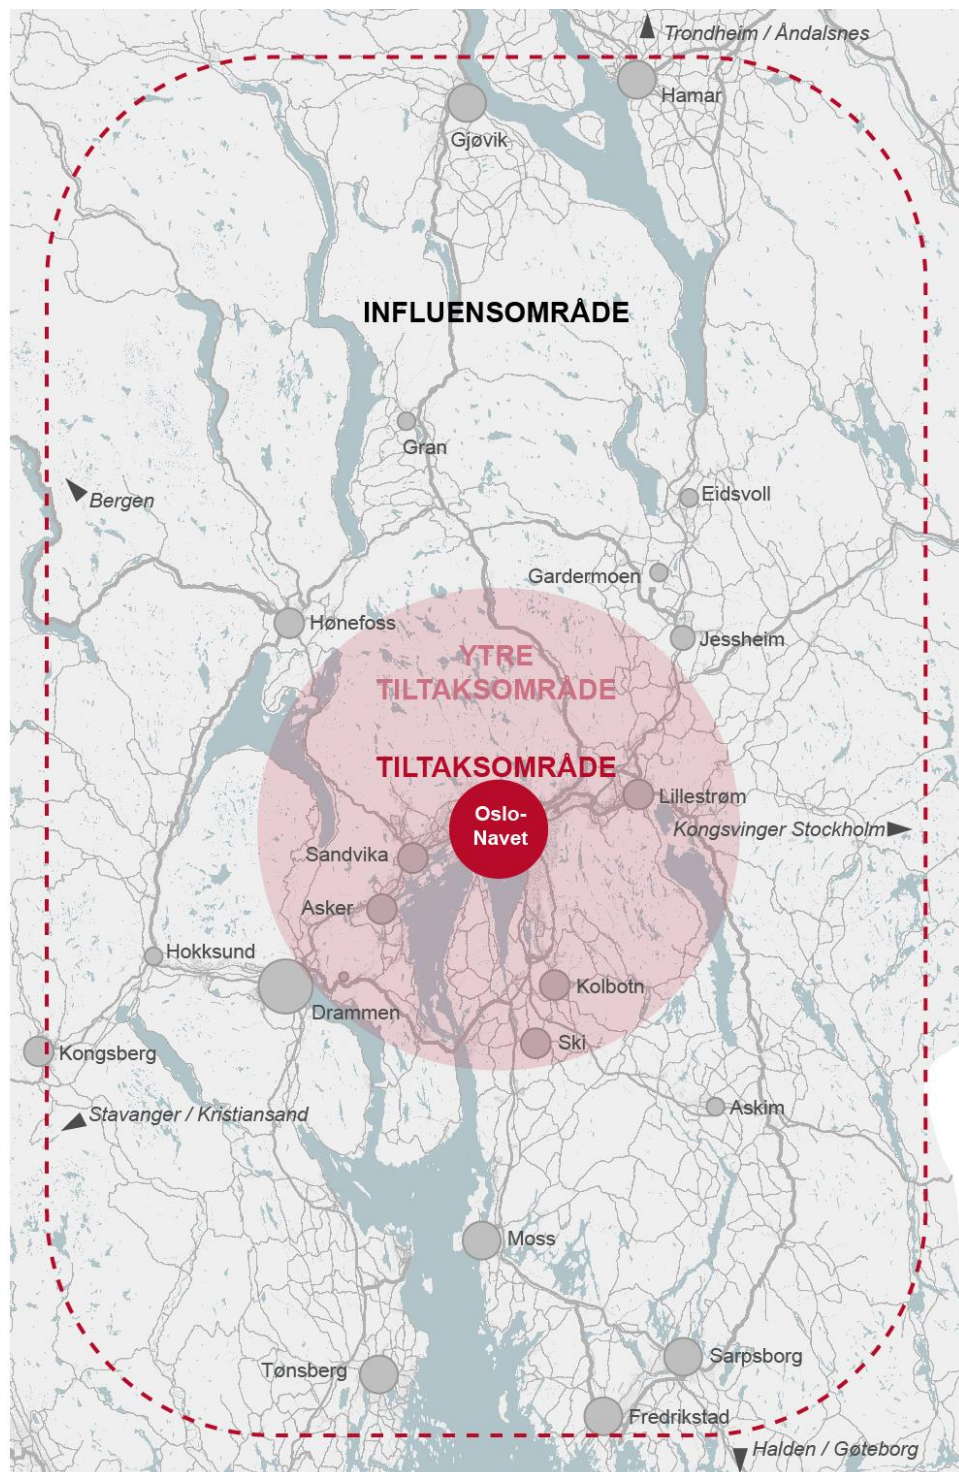 Trondheim / Åndalsnes
Hamar
Gjøvik
INFLUENSOMRÅDE
Gran
Bergen
Eidsvoll
Gardermoen
Hønefoss
Jessheim
YTRE
TILTAKSOMRÅDE
TILTAKSOMRÅDE
Lillestrøm
Oslo-
Navet
Kongsvinger Stockholm
Sandvika
Asker
Hokksund
Kolbotn
Drammen
Ski
Kongsberg
Stavanger / Kristiansand
Askim
Moss
Sarpsborg
Tønsberg
Fredrikstad
Halden / Gøteborg